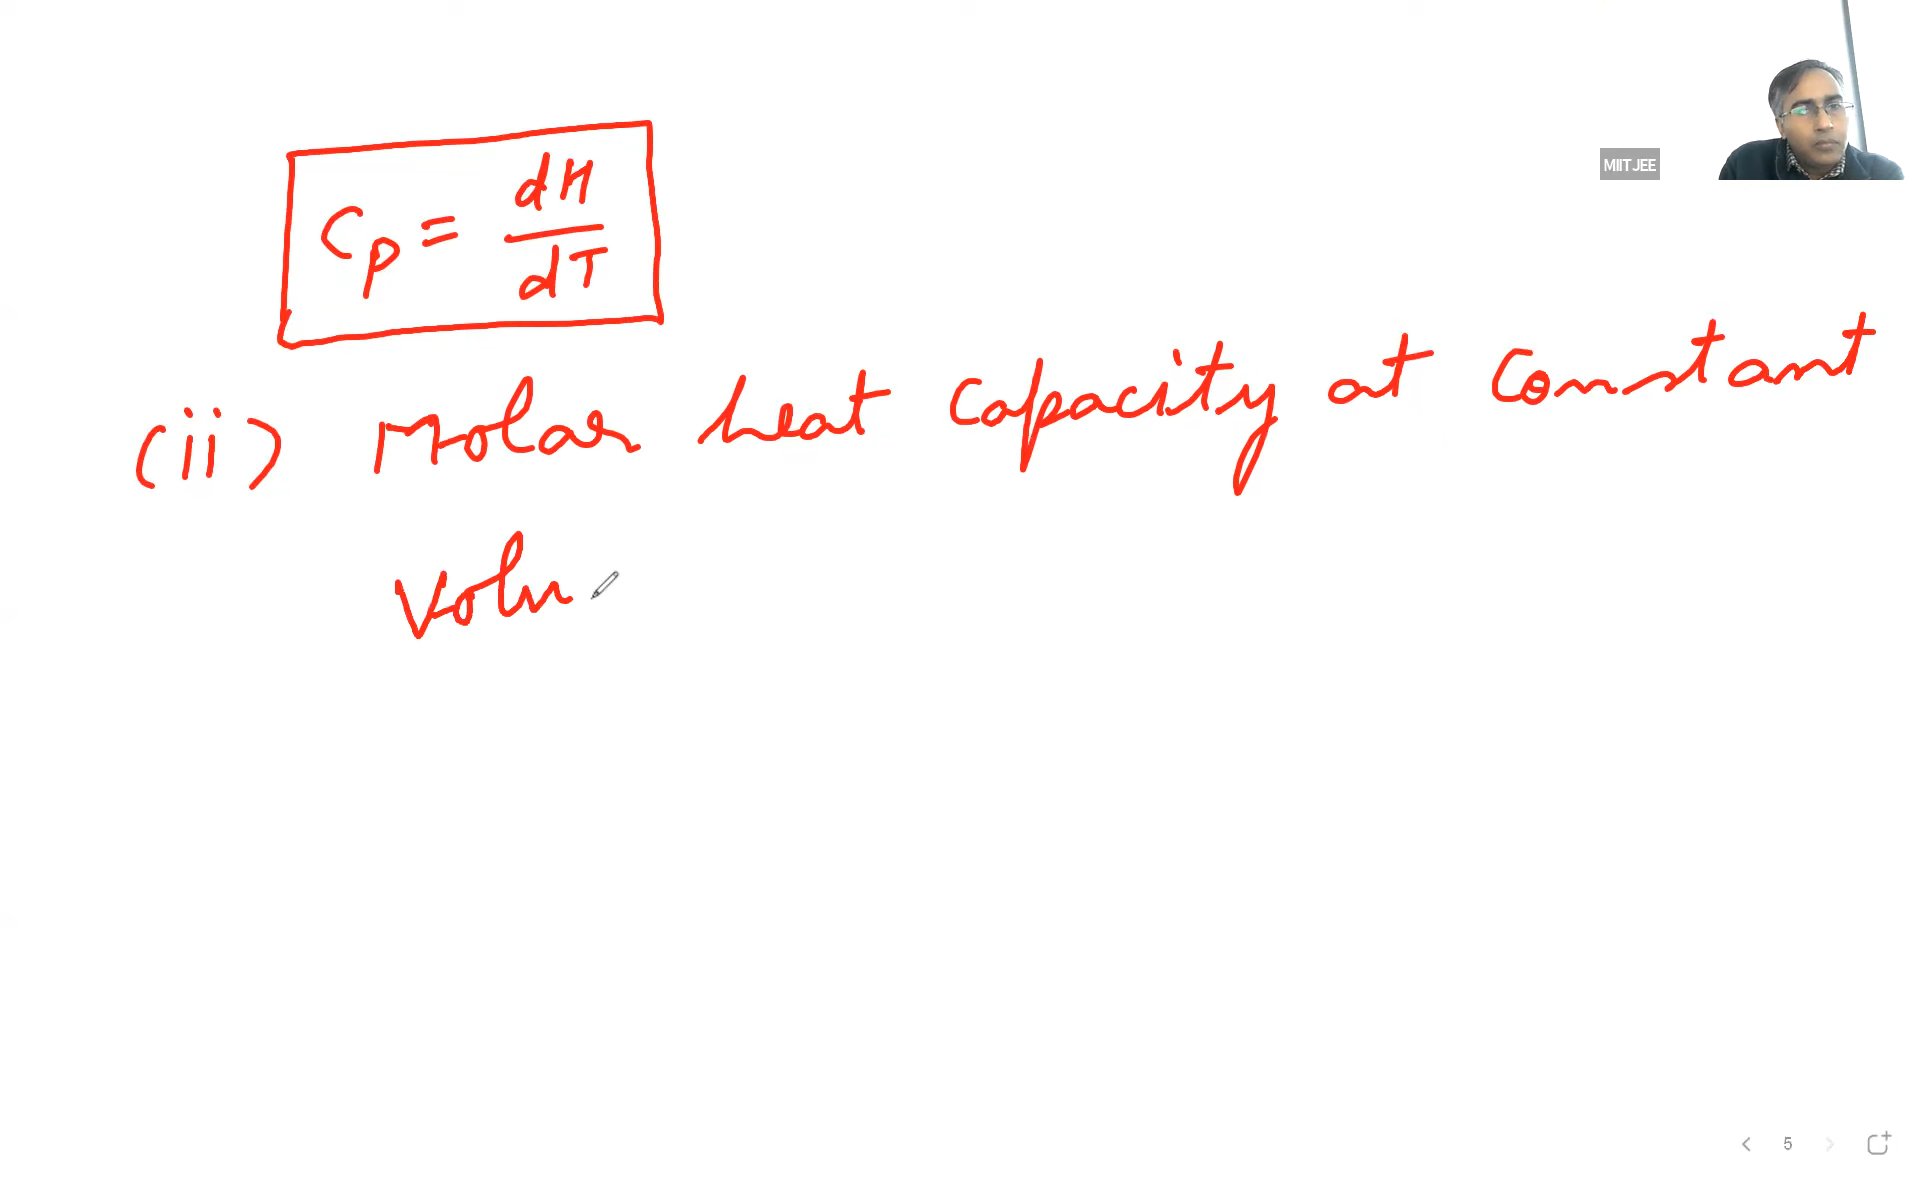 MIIT JEE
Cp = dH/dT
(ii) Molar heat capacity at constant
Volu
5